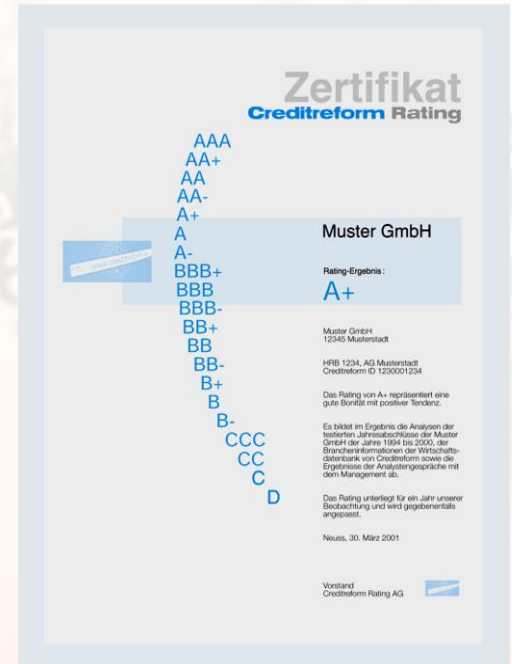 Zertifikat
Creditreform Rating
AAA
AA+
AA
AA-
A+
A
A-
BBB+
BBB
BBB-
BB+
BB
BB-
B+
B
B-
CCC
CC
C
D
Muster GmbH
Rating-Ergebnis:
A+
Muster GmbH
12345 Musterstadt
HRB 1234, AG Musterstadt
Creditreform ID 1230001234
Das Rating von A+ repräsentiert eine
gute Bonität mit positiver Tendenz.
Es bildet im Ergebnis die Analysen der
testierten Jahresabschlüsse der Muster
GmbH der Jahre 1994 bis 2000, der
Brancheninformationen der Wirtschafts-
datenbank von Creditreform sowie die
Ergebnisse der Analystengespräche mit
dem Management ab.
Das Rating unterliegt für ein Jahr unserer
Beobachtung und wird gegebenenfalls
angepasst.
Neuss, 30. März 2001
Vorstand
Creditreform Rating AG